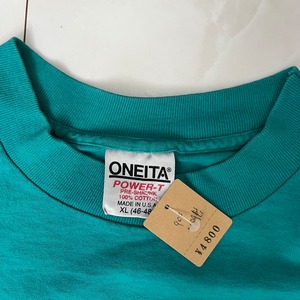 ONEITA
POWER-T
PRE-SHRUNK
100% COTTON
MADE IN U.S.A.
XL (46-48)
¥4800